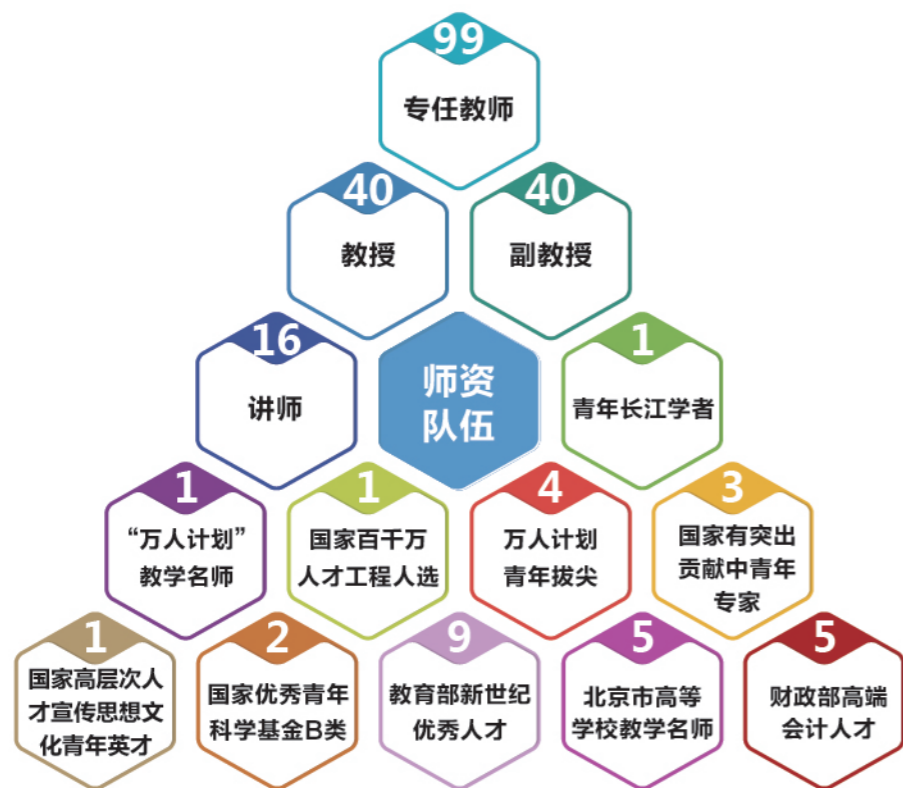 99
专任教师
40
教授
40
副教授
16
讲师
师资
队伍
1
青年长江学者
1
“万人计划”
教学名师
1
国家百千万
人才工程人选
4
万人计划
青年拔尖
3
国家有突出
贡献中青年
专家
1
国家高层次人
才宣传思想文
化青年英才
2
国家优秀青年
科学基金B类
9
教育部新世纪
优秀人才
5
北京市高等
学校教学名师
5
财政部高端
会计人才